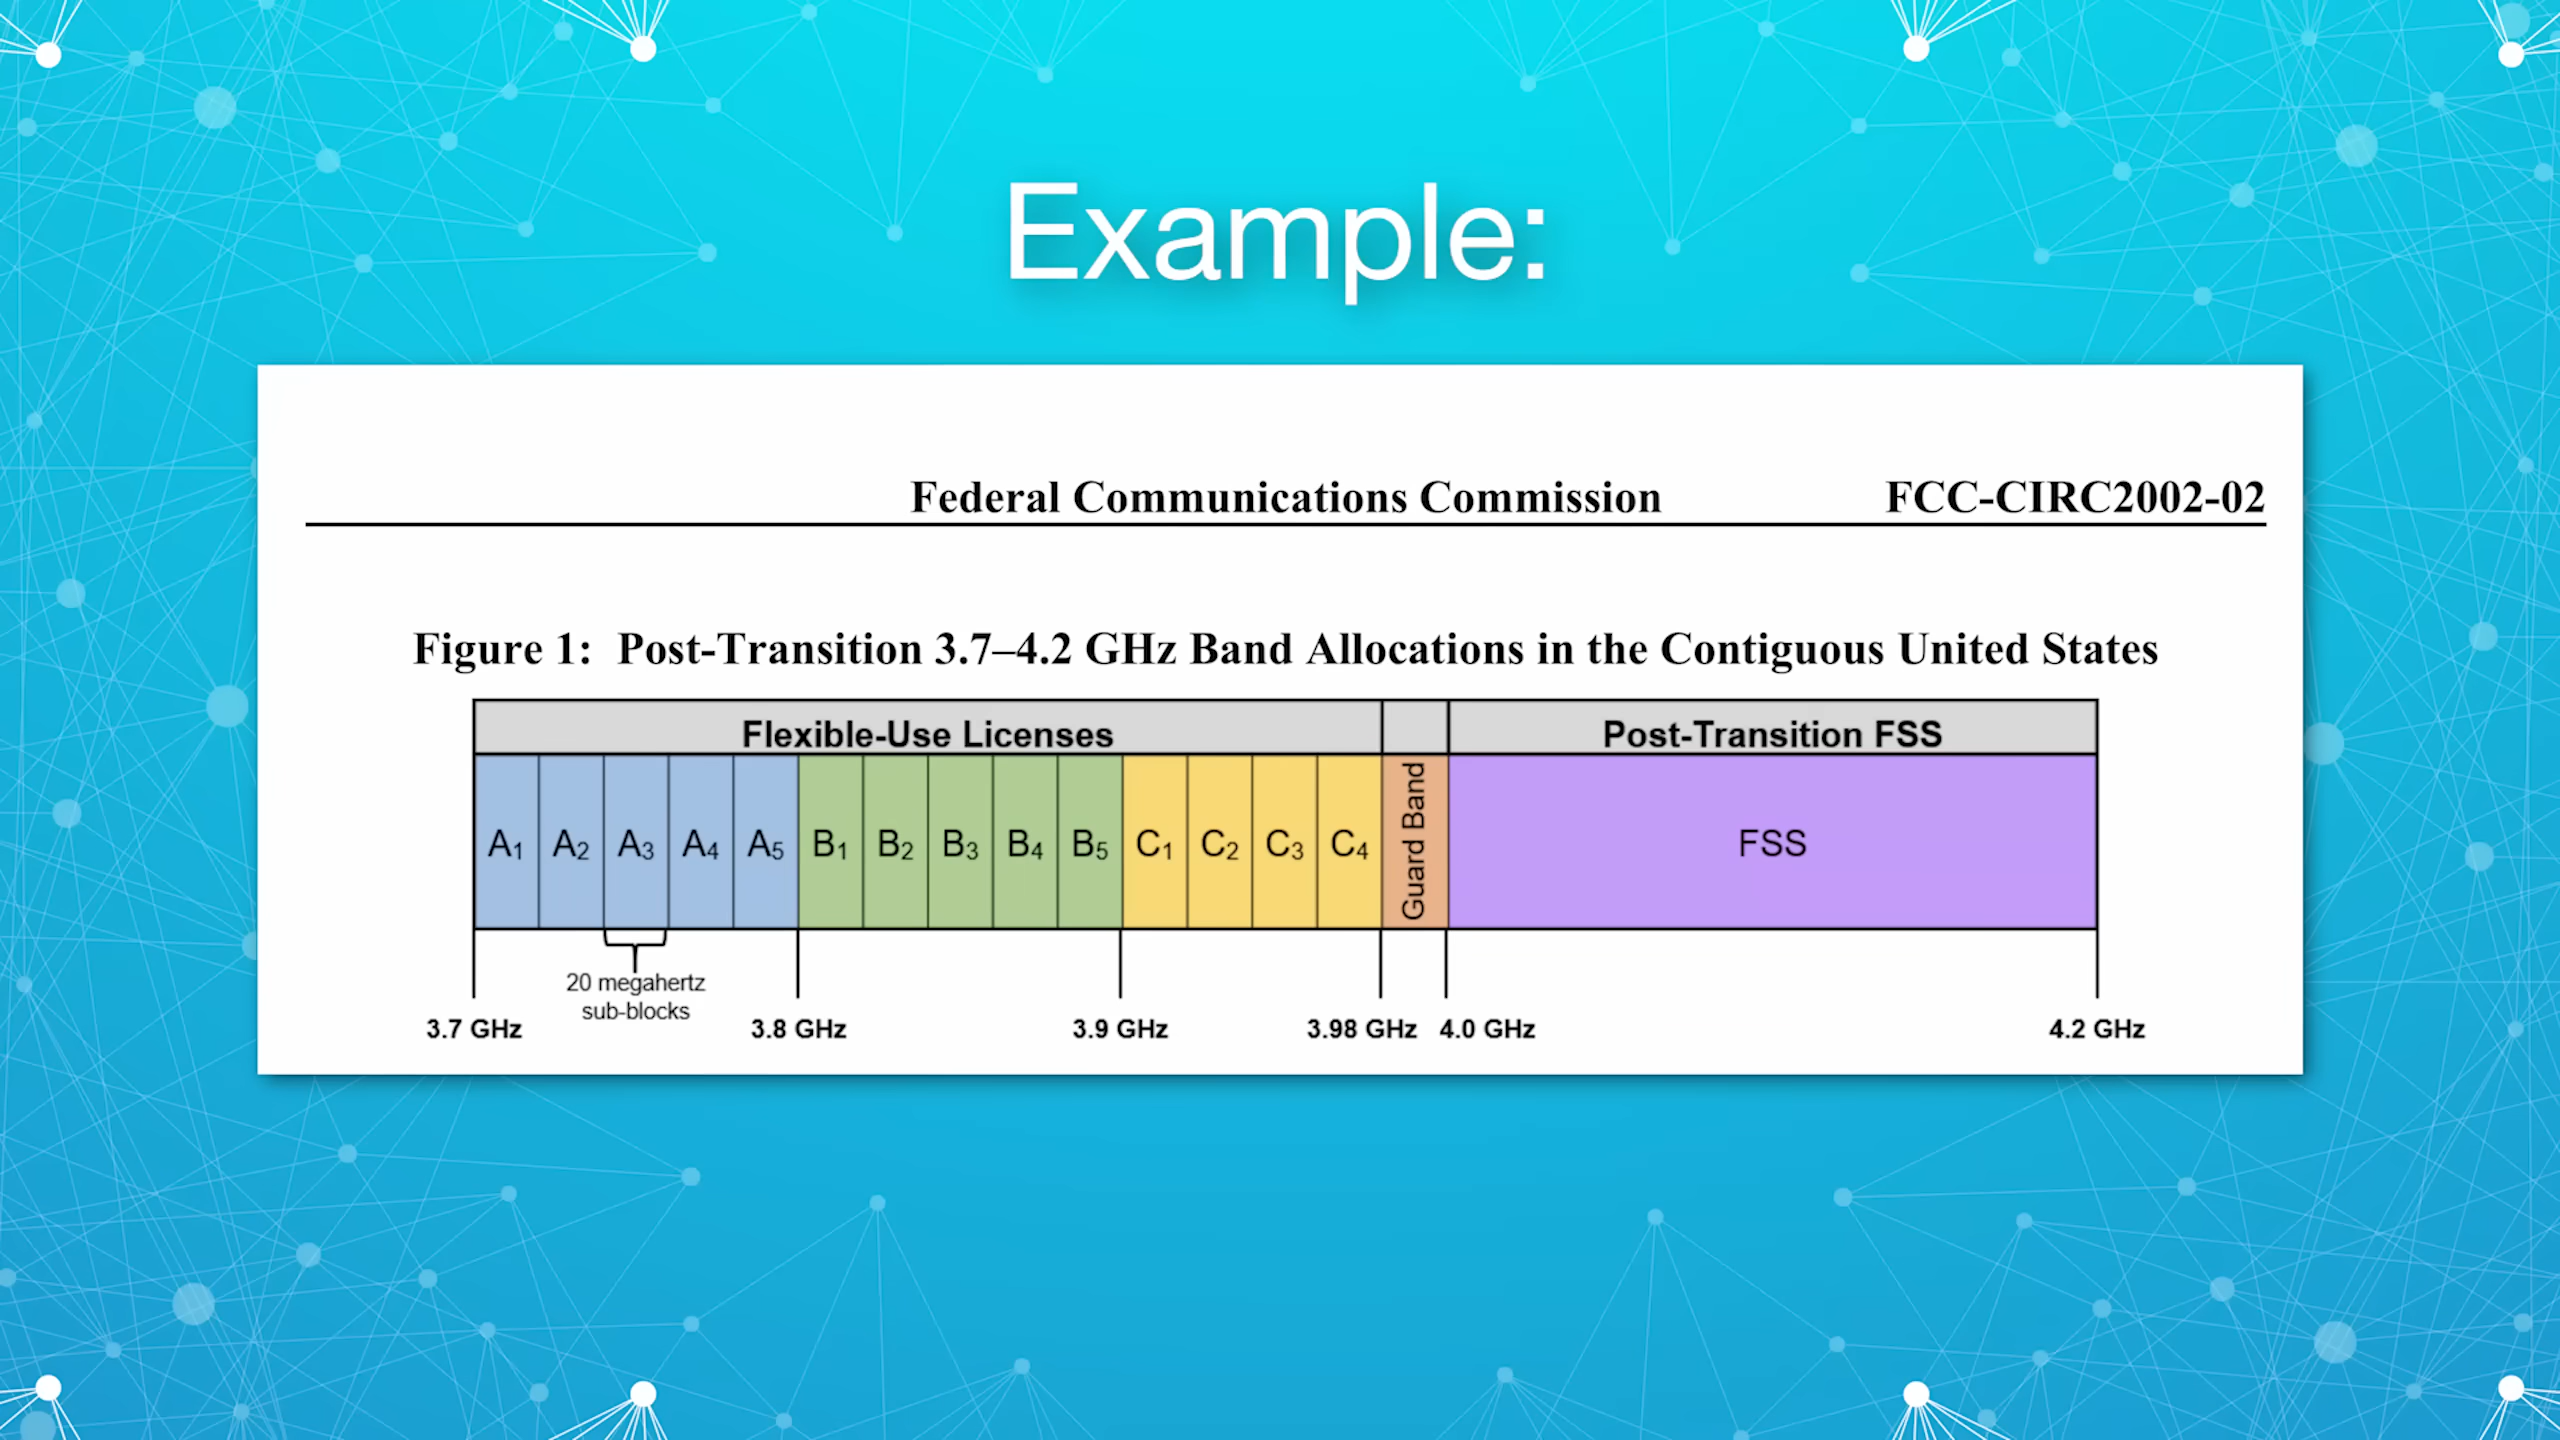 Example:
Federal Communications Commission FCC-CIRC2002-02
Figure 1: Post-Transition 3.7–4.2 GHz Band Allocations in the Contiguous United States
Flexible-Use Licenses Post-Transition FSS
A1 A2 A3 A4 A5 B1 B2 B3 B4 B5 C1 C2 C3 C4 Guard Band FSS
20 megahertz
sub-blocks
3.7 GHz 3.8 GHz 3.9 GHz 3.98 GHz 4.0 GHz 4.2 GHz